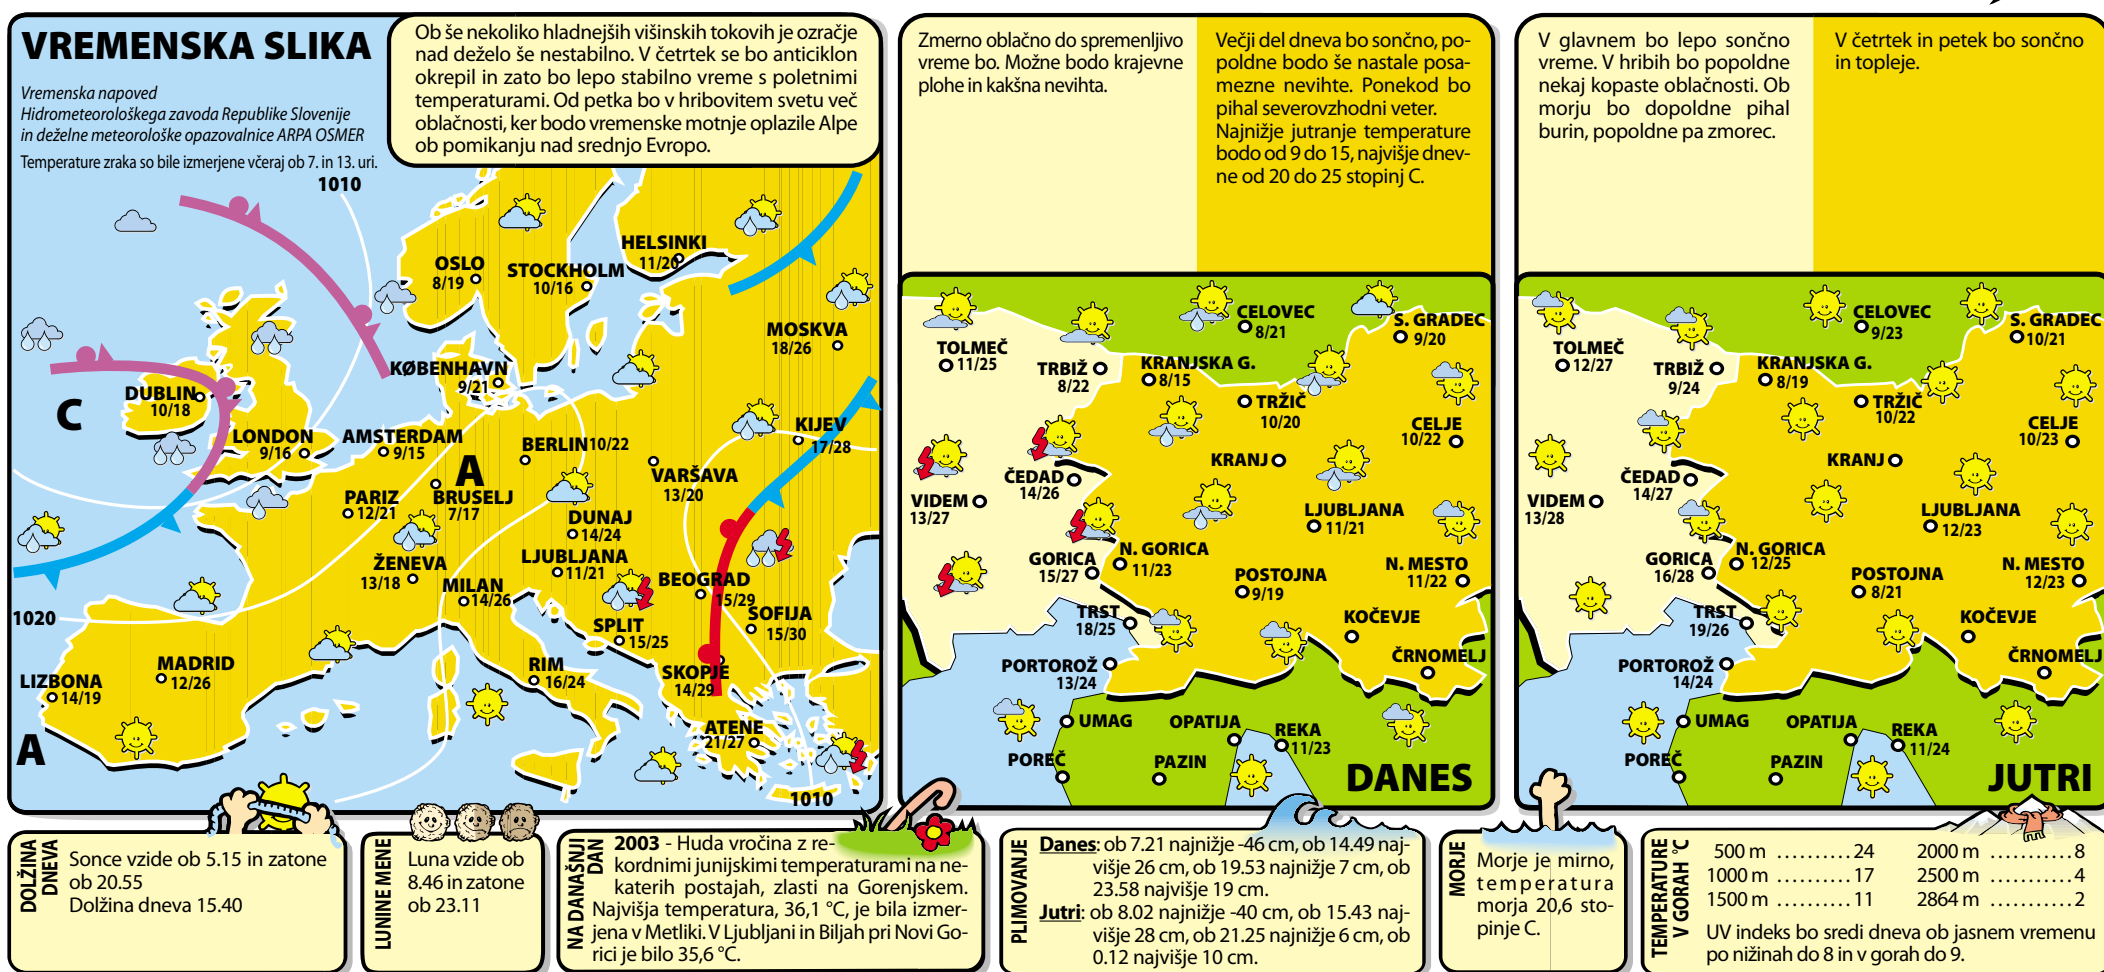 VREMENSKA SLIKA
Vremenska napoved
Hidrometeorološkega zavoda Republike Slovenije
in deželne meteorološke opazovalnice ARPA OSMER
Temperature zraka so bile izmerjene včeraj ob 7. in 13. uri.
Ob še nekoliko hladnejših višinskih tokovih je ozračje
nad deželo še nestabilno. V četrtek se bo anticiklon
okrepil in zato bo lepo stabilno vreme s poletnimi
temperaturami. Od petka bo v hribovitem svetu več
oblačnosti, ker bodo vremenske motnje oplazile Alpe
ob pomikanju nad srednjo Evropo.
1010
HELSINKI
11/20
OSLO
8/19
STOCKHOLM
10/16
MOSKVA
18/26
KØBENHAVN
9/21
DUBLIN
10/18
C
LONDON
9/16
AMSTERDAM
9/15
A
BERLIN 10/22
KIJEV
17/28
VARŠAVA
13/20
PARIZ
12/21
BRUSELJ
7/17
DUNAJ
14/24
ŽENEVA
13/18
LJUBLJANA
11/21
MILAN
14/26
BEOGRAD
15/29
1020
SPLIT
15/25
SOFIJA
15/30
MADRID
12/26
LIZBONA
14/19
RIM
16/24
SKOPJE
14/29
ATENE
21/27
A
1010
Zmerno oblačno do spremenljivo
vreme bo. Možne bodo krajevne
plohe in kakšna nevihta.
Večji del dneva bo sončno, po-
poldne bodo še nastale posa-
mezne nevihte. Ponekod bo
pihal severovzhodni veter.
Najnižje jutranje temperature
bodo od 9 do 15, najvišje dnev-
ne od 20 do 25 stopinj C.
CELOVEC
8/21
S. GRADEC
9/20
TOLMEČ
11/25
TRBIŽ
8/22
KRANJSKA G.
8/15
TRŽIČ
10/20
CELJE
10/22
KRANJ
ČEDAD
14/26
VIDEM
13/27
LJUBLJANA
11/21
GORICA
15/27
N. GORICA
11/23
POSTOJNA
9/19
N. MESTO
11/22
TRST
18/25
KOČEVJE
PORTOROŽ
13/24
ČRNOMELJ
UMAG
OPATIJA
REKA
11/23
POREČ
PAZIN
DANES
V glavnem bo lepo sončno
vreme. V hribih bo popoldne
nekaj kopaste oblačnosti. Ob
morju bo dopoldne pihal
burin, popoldne pa zmorec.
V četrtek in petek bo sončno
in topleje.
CELOVEC
9/23
S. GRADEC
10/21
TOLMEČ
12/27
TRBIŽ
9/24
KRANJSKA G.
8/19
TRŽIČ
10/22
CELJE
10/23
KRANJ
ČEDAD
14/27
VIDEM
13/28
LJUBLJANA
12/23
GORICA
16/28
N. GORICA
12/25
POSTOJNA
8/21
N. MESTO
12/23
TRST
19/26
KOČEVJE
PORTOROŽ
14/24
ČRNOMELJ
UMAG
OPATIJA
REKA
11/24
POREČ
PAZIN
JUTRI
DOLŽINA
DNEVA
Sonce vzide ob 5.15 in zatone
ob 20.55
Dolžina dneva 15.40
LUNINE MENE
Luna vzide ob
8.46 in zatone
ob 23.11
NA DANAŠNJI
DAN
2003 - Huda vročina z re-
kordnimi junijskimi temperaturami na ne-
katerih postajah, zlasti na Gorenjskem.
Najvišja temperatura, 36,1 °C, je bila izmer-
jena v Metliki. V Ljubljani in Biljah pri Novi Go-
rici je bilo 35,6 °C.
PLIMOVANJE
Danes: ob 7.21 najnižje -46 cm, ob 14.49 naj-
višje 26 cm, ob 19.53 najnižje 7 cm, ob
23.58 najvišje 19 cm.
Jutri: ob 8.02 najnižje -40 cm, ob 15.43 naj-
višje 28 cm, ob 21.25 najnižje 6 cm, ob
0.12 najvišje 10 cm.
MORJE
Morje je mirno,
temperatura
morja 20,6 sto-
pinje C.
TEMPERATURE
V GORAH °C
500 m ........... 24
1000 m .......... 17
1500 m .......... 11
2000 m .......... 8
2500 m .......... 4
2864 m .......... 2
UV indeks bo sredi dneva ob jasnem vremenu
po nižinah do 8 in v gorah do 9.